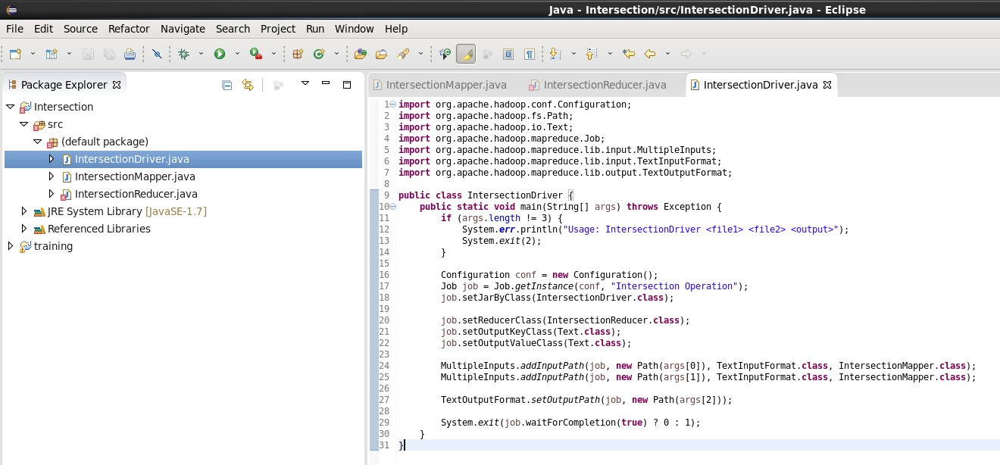 Java - Intersection/src/IntersectionDriver.java - Eclipse
File Edit Source Refactor Navigate Search Project Run Window Help
Package Explorer
Intersection
src
(default package)
IntersectionDriver.java
IntersectionMapper.java
IntersectionReducer.java
JRE System Library [JavaSE-1.7]
Referenced Libraries
training
IntersectionMapper.java IntersectionReducer.java IntersectionDriver.java
1 import org.apache.hadoop.conf.Configuration;
2 import org.apache.hadoop.fs.Path;
3 import org.apache.hadoop.io.Text;
4 import org.apache.hadoop.mapreduce.Job;
5 import org.apache.hadoop.mapreduce.lib.input.MultipleInputs;
6 import org.apache.hadoop.mapreduce.lib.input.TextInputFormat;
7 import org.apache.hadoop.mapreduce.lib.output.TextOutputFormat;
8
9 public class IntersectionDriver {
10     public static void main(String[] args) throws Exception {
11         if (args.length != 3) {
12             System.err.println("Usage: IntersectionDriver <file1> <file2> <output>");
13             System.exit(2);
14         }
15
16         Configuration conf = new Configuration();
17         Job job = Job.getInstance(conf, "Intersection Operation");
18         job.setJarByClass(IntersectionDriver.class);
19
20         job.setReducerClass(IntersectionReducer.class);
21         job.setOutputKeyClass(Text.class);
22         job.setOutputValueClass(Text.class);
23
24         MultipleInputs.addInputPath(job, new Path(args[0]), TextInputFormat.class, IntersectionMapper.class);
25         MultipleInputs.addInputPath(job, new Path(args[1]), TextInputFormat.class, IntersectionMapper.class);
26
27         TextOutputFormat.setOutputPath(job, new Path(args[2]));
28
29         System.exit(job.waitForCompletion(true) ? 0 : 1);
30     }
31 }